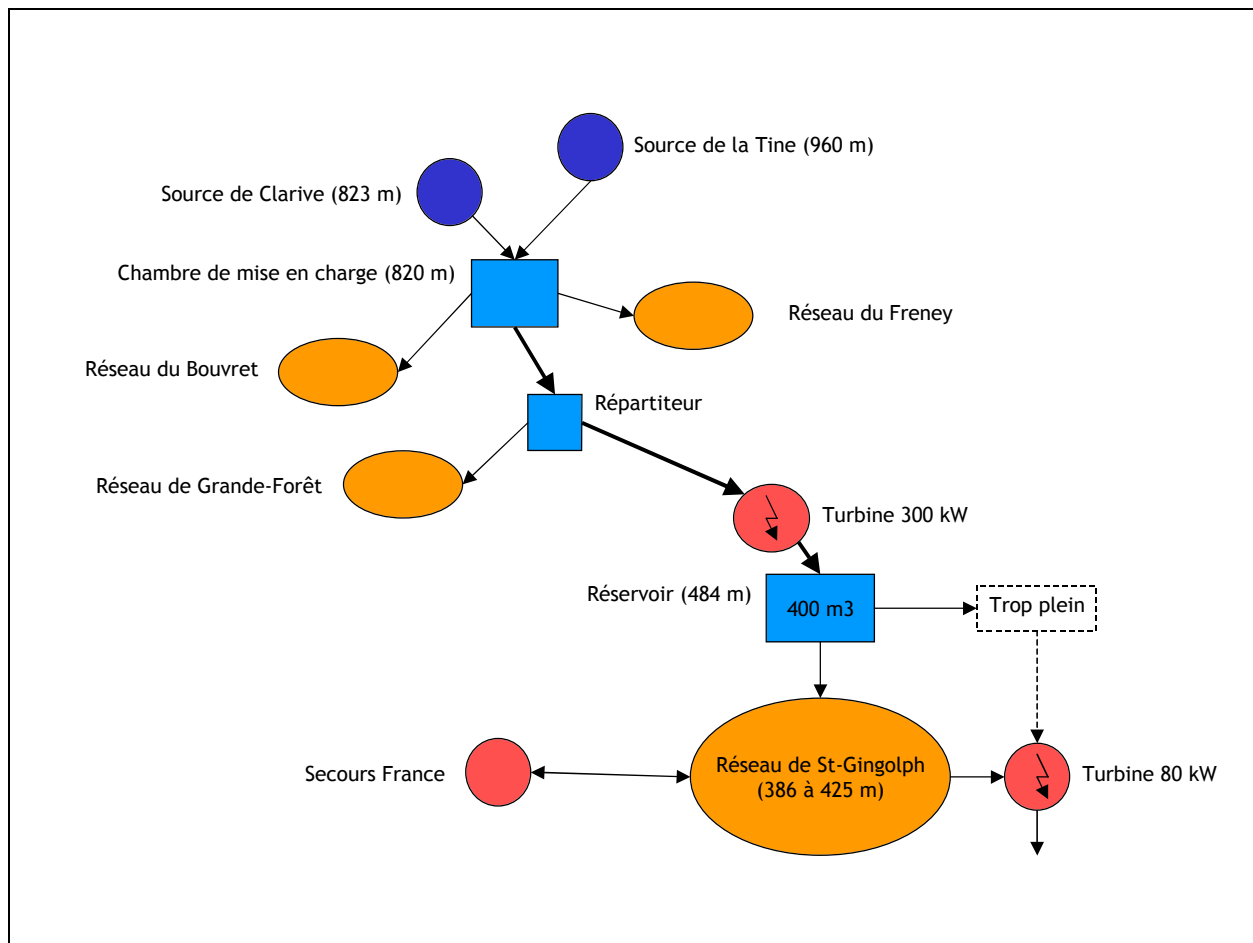 Source de la Tine (960 m)
Source de Clarive (823 m)
Chambre de mise en charge (820 m)
Réseau du Freney
Réseau du Bouvret
Répartiteur
Réseau de Grande-Forêt
Turbine 300 kW
Réservoir (484 m)
400 m3
Trop plein
Réseau de St-Gingolph
(386 à 425 m)
Secours France
Turbine 80 kW